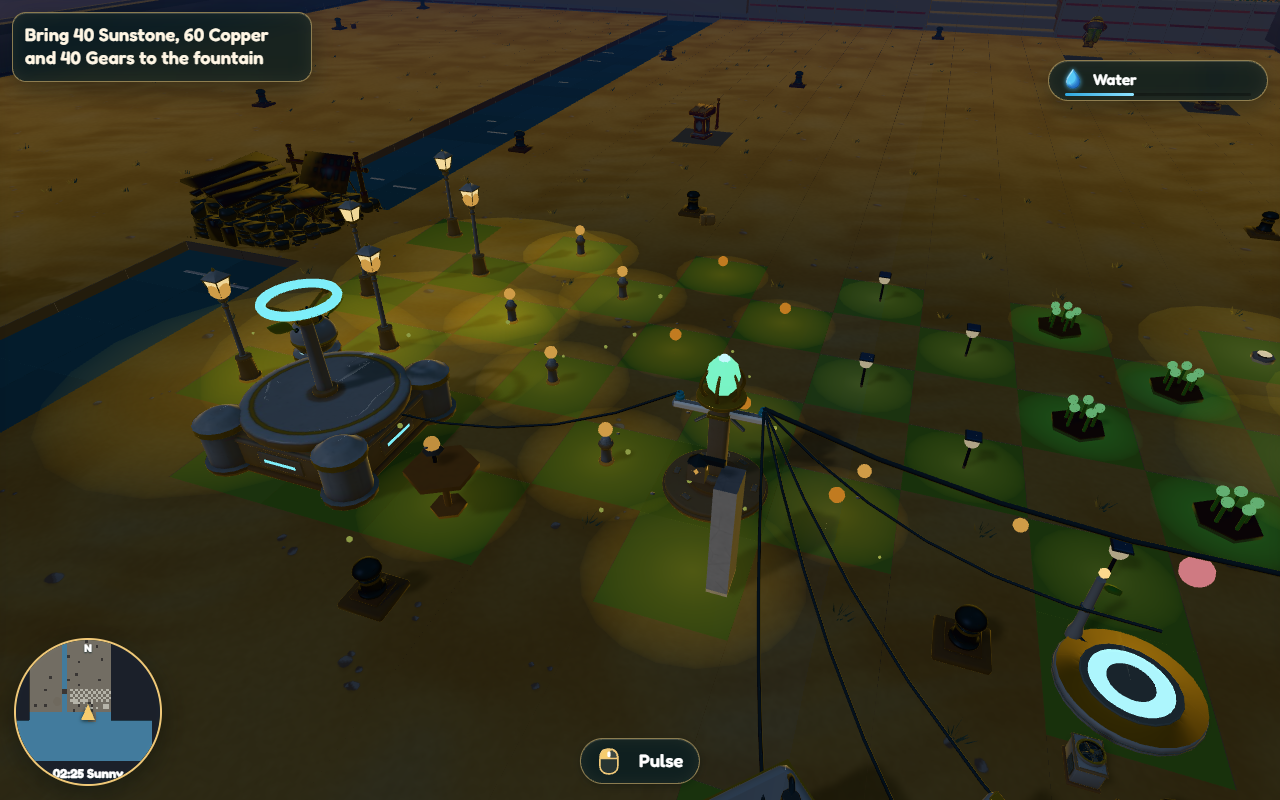 Bring 40 Sunstone, 60 Copper
and 40 Gears to the fountain
Water
N
02:25 Sunny
Pulse